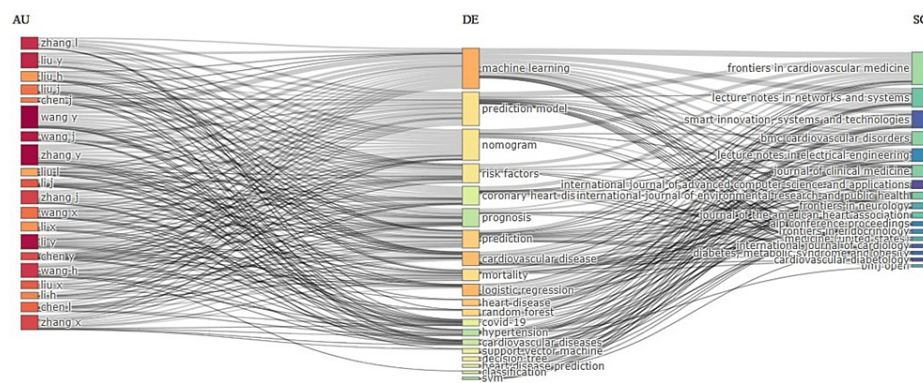 AU
DE
SO
zhang l
liu y
liu h
liu j
chen j
wang y
wang j
zhang y
liu l
li j
zhang j
wang x
li x
li y
chen y
wang h
liu x
li h
chen l
zhang x
machine learning
prediction model
nomogram
risk factors
coronary heart dis
prognosis
prediction
cardiovascular disease
mortality
logistic regression
heart-disease
random forest
covid-19
hypertension
cardiovascular diseases
support vector machine
decision tree
heart disease prediction
classification
svm
frontiers in cardiovascular medicine
lecture notes in networks and systems
smart innovation, systems and technologies
bmc cardiovascular disorders
lecture notes in electrical engineering
journal of clinical medicine
international journal of advanced computer science and applications
international journal of environmental research and public health
frontiers in neurology
journal of the american heart association
aip conference proceedings
frontiers in endocrinology
medicine (united states)
international journal of cardiology
diabetes, metabolic syndrome and obesity
cardiovascular diabetology
bmj open